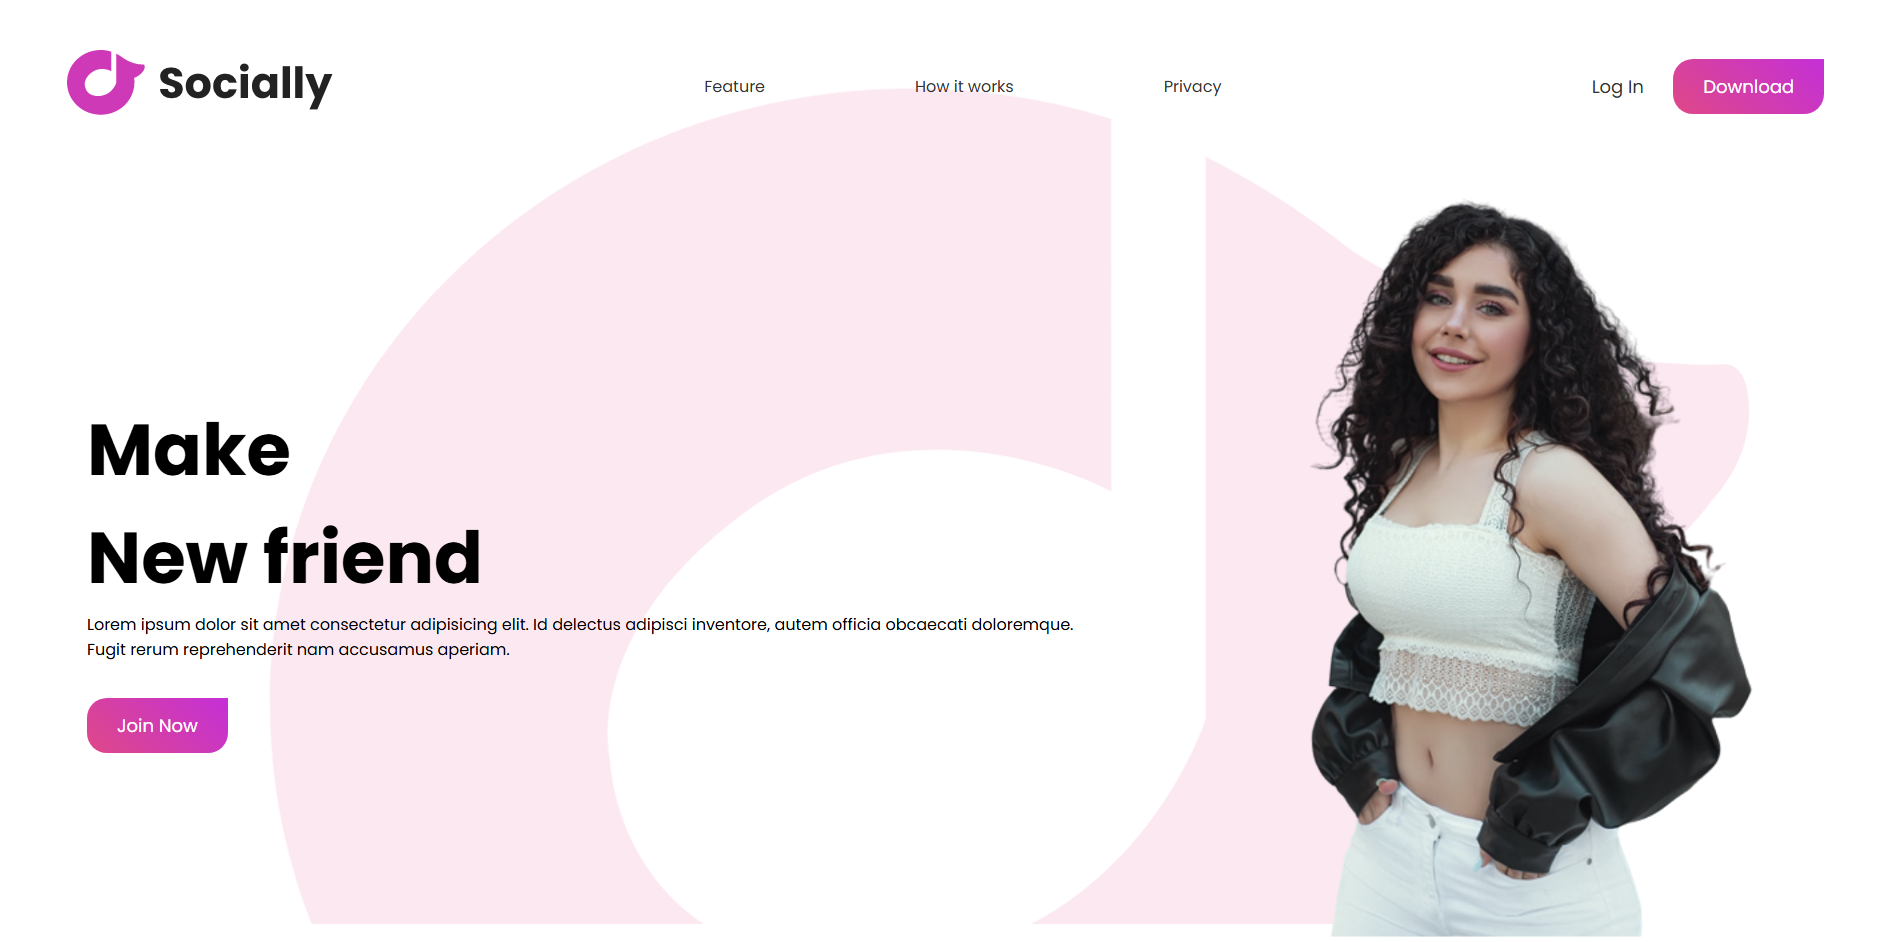 Socially
Feature
How it works
Privacy
Log In
Download
Make
New friend
Lorem ipsum dolor sit amet consectetur adipisicing elit. Id delectus adipisci inventore, autem officia obcaecati doloremque.
Fugit rerum reprehenderit nam accusamus aperiam.
Join Now